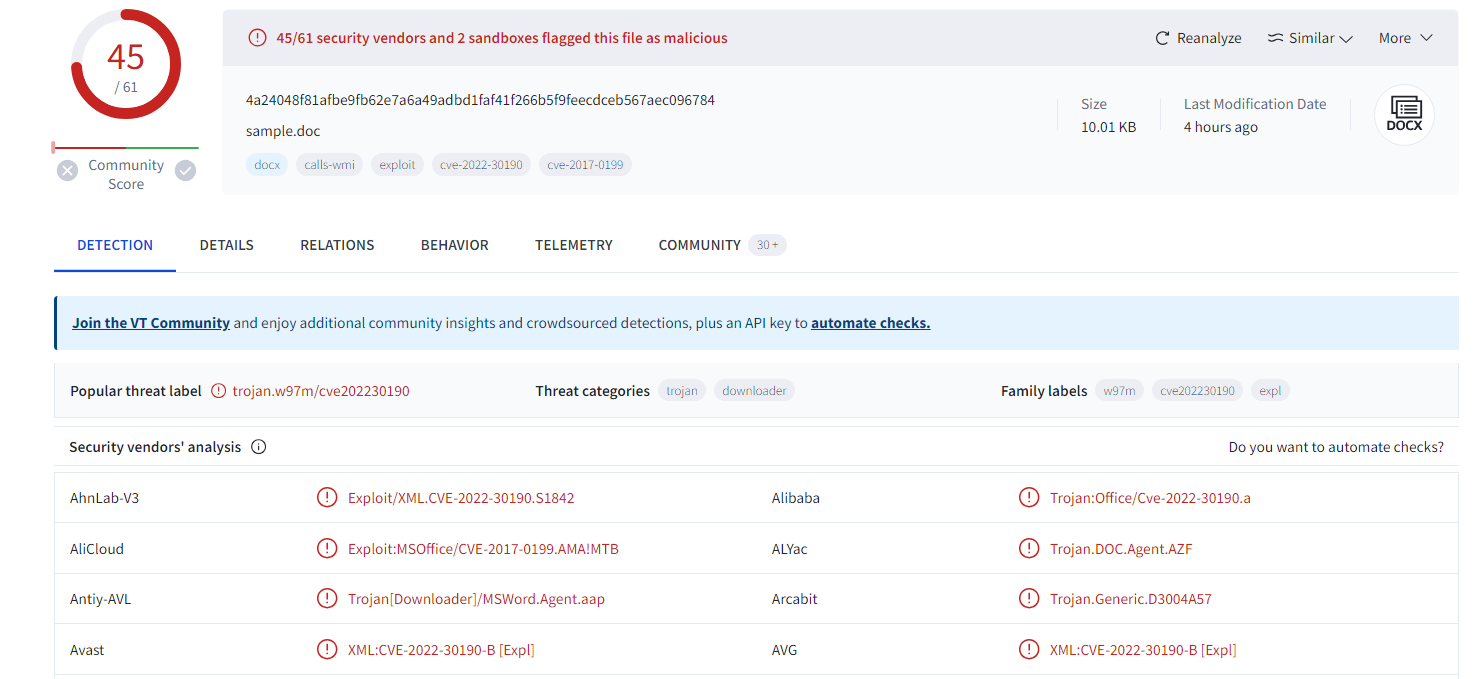 45
/ 61
Community
Score
45/61 security vendors and 2 sandboxes flagged this file as malicious
Reanalyze Similar More
4a24048f81afbe9fb62e7a6a49adbd1faf41f266b5f9feecdceb567aec096784
sample.doc
docx calls-wmi exploit cve-2022-30190 cve-2017-0199
Size
10.01 KB
Last Modification Date
4 hours ago
DOCX
DETECTION DETAILS RELATIONS BEHAVIOR TELEMETRY COMMUNITY 30 +
Join the VT Community and enjoy additional community insights and crowdsourced detections, plus an API key to automate checks.
Popular threat label trojan.w97m/cve202230190 Threat categories trojan downloader Family labels w97m cve202230190 expl
Security vendors' analysis Do you want to automate checks?
AhnLab-V3 Exploit/XML.CVE-2022-30190.S1842 Alibaba Trojan:Office/Cve-2022-30190.a
AliCloud Exploit:MSOffice/CVE-2017-0199.AMA!MTB ALYac Trojan.DOC.Agent.AZF
Antiy-AVL Trojan[Downloader]/MSWord.Agent.aap Arcabit Trojan.Generic.D3004A57
Avast XML:CVE-2022-30190-B [Expl] AVG XML:CVE-2022-30190-B [Expl]